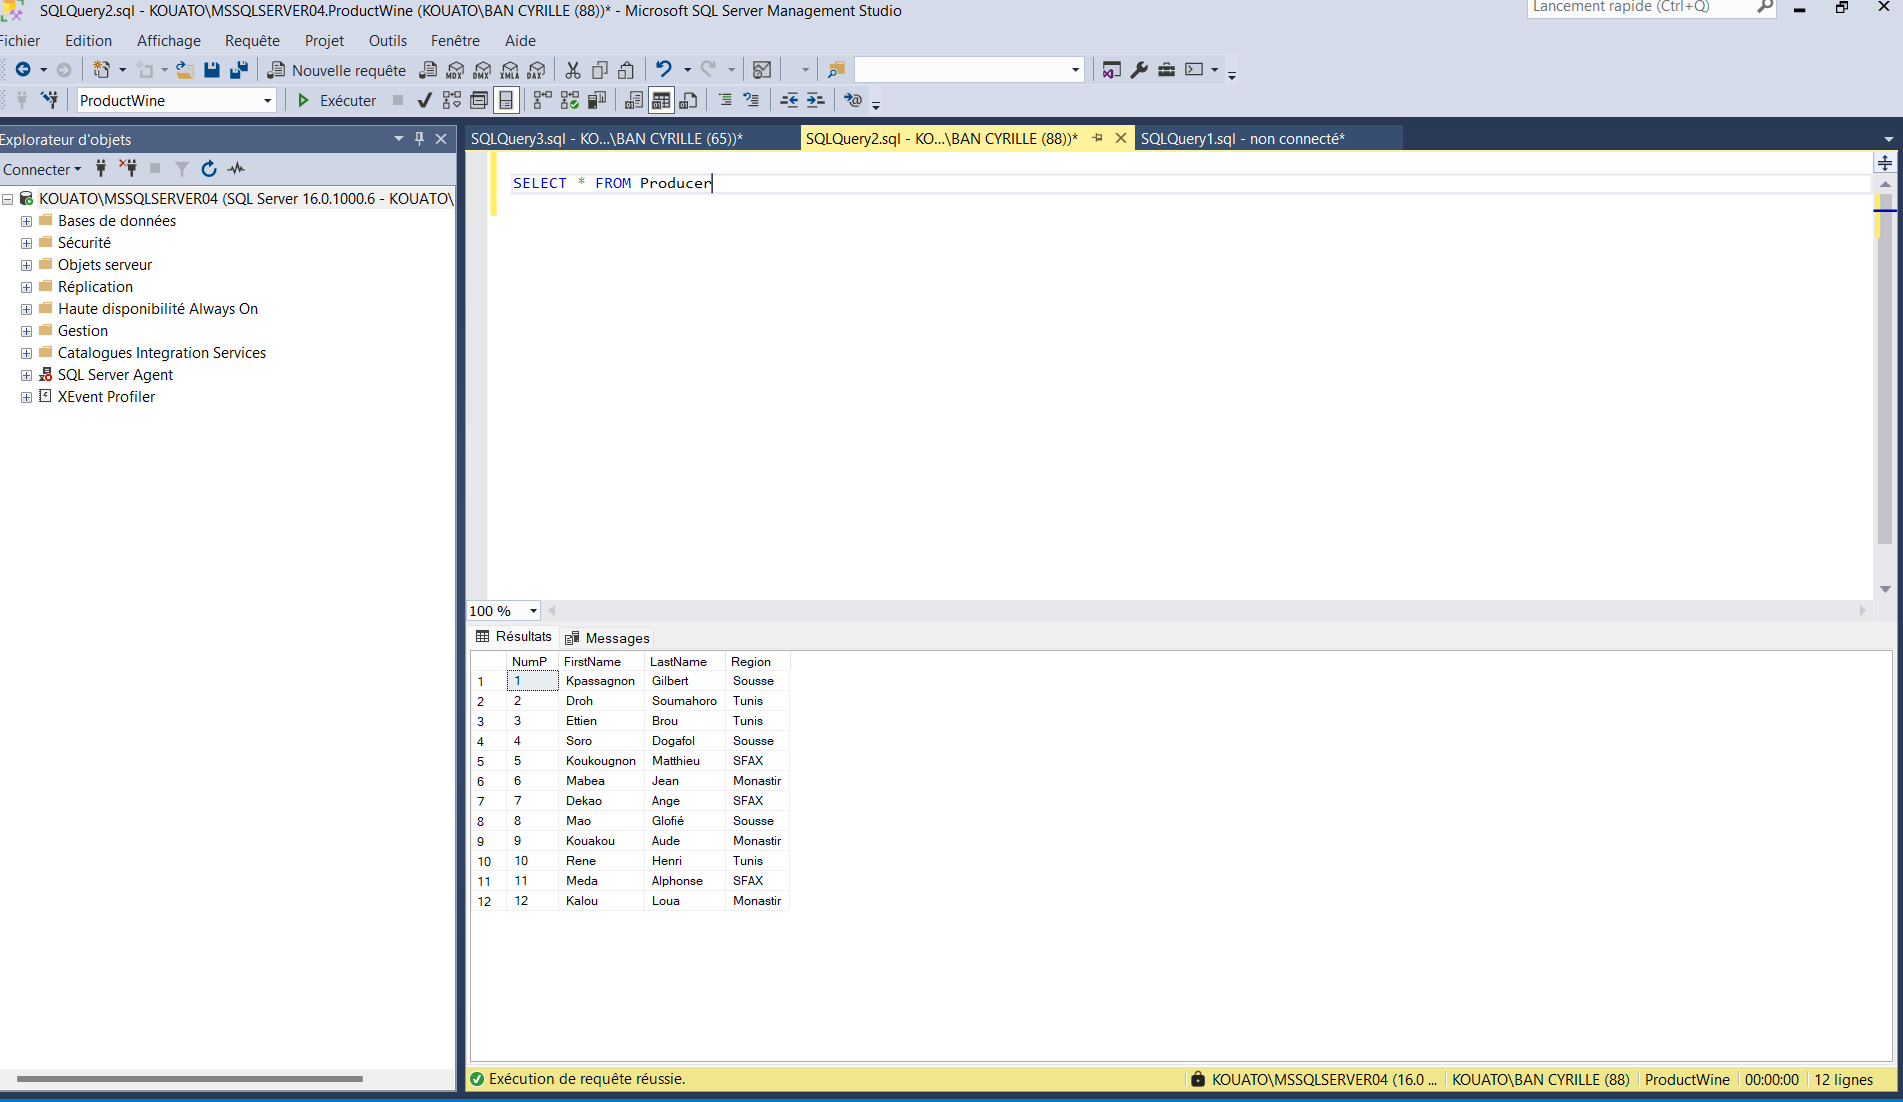 SQLQuery2.sql - KOUATO\MSSQLSERVER04.ProductWine (KOUATO\BAN CYRILLE (88))* - Microsoft SQL Server Management Studio
Lancement rapide (Ctrl+Q)
Fichier Edition Affichage Requête Projet Outils Fenêtre Aide
Nouvelle requête MDX DMX XMLA DAX
ProductWine Exécuter
Explorateur d'objets
SQLQuery3.sql - KO...\BAN CYRILLE (65))* SQLQuery2.sql - KO...\BAN CYRILLE (88))* SQLQuery1.sql - non connecté*
Connecter
KOUATO\MSSQLSERVER04 (SQL Server 16.0.1000.6 - KOUATO\
Bases de données
Sécurité
Objets serveur
Réplication
Haute disponibilité Always On
Gestion
Catalogues Integration Services
SQL Server Agent
XEvent Profiler
SELECT * FROM Producer
100 %
Résultats Messages
NumP FirstName LastName Region
1 1 Kpassagnon Gilbert Sousse
2 2 Droh Soumahoro Tunis
3 3 Ettien Brou Tunis
4 4 Soro Dogafol Sousse
5 5 Koukougnon Matthieu SFAX
6 6 Mabea Jean Monastir
7 7 Dekao Ange SFAX
8 8 Mao Glofié Sousse
9 9 Kouakou Aude Monastir
10 10 Rene Henri Tunis
11 11 Meda Alphonse SFAX
12 12 Kalou Loua Monastir
Exécution de requête réussie. KOUATO\MSSQLSERVER04 (16.0 ... KOUATO\BAN CYRILLE (88) ProductWine 00:00:00 12 lignes